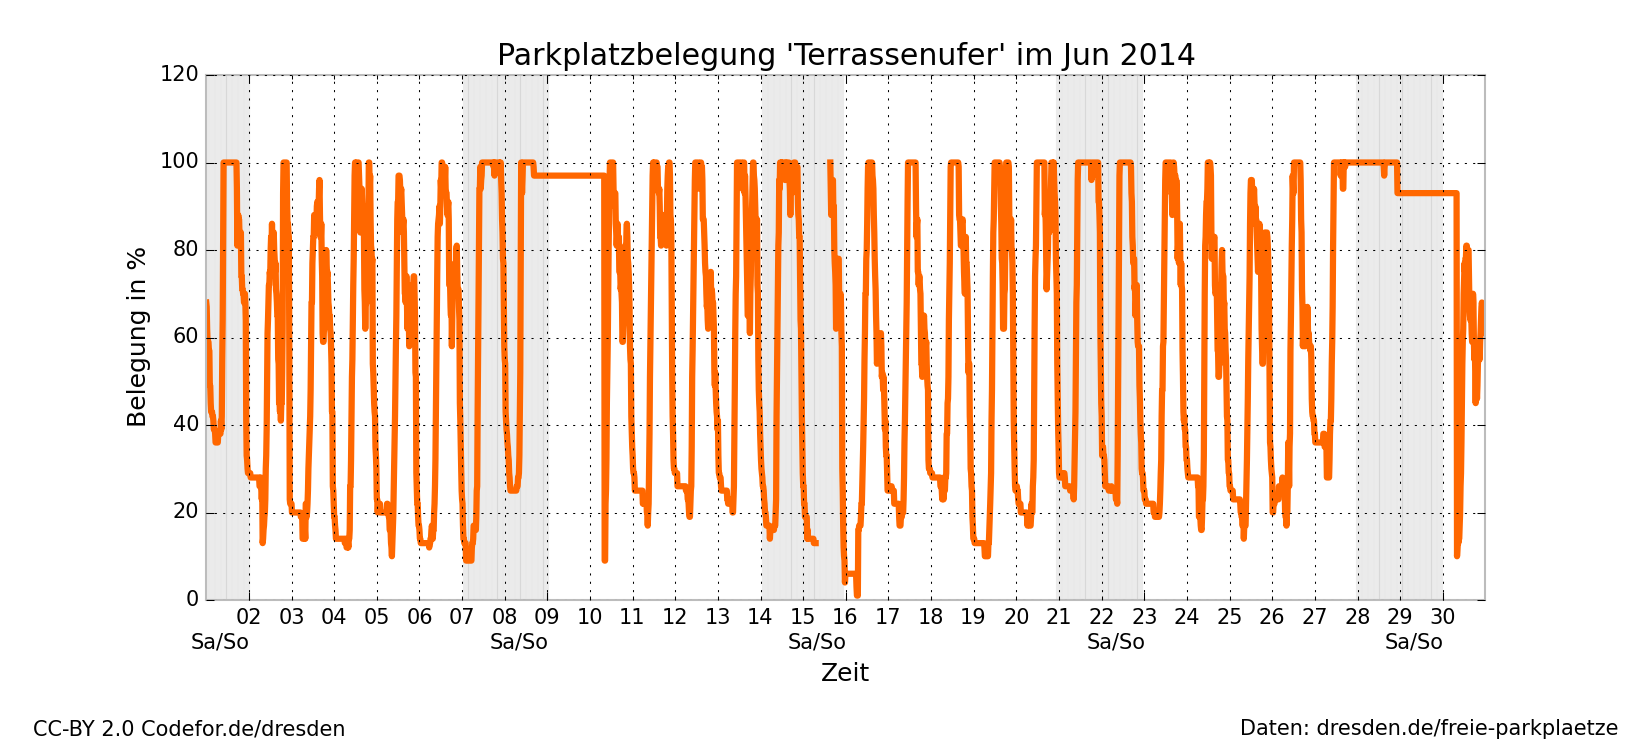 Parkplatzbelegung 'Terrassenufer' im Jun 2014
120
100
80
60
40
20
0
Belegung in %
02 03 04 05 06 07 08 09 10 11 12 13 14 15 16 17 18 19 20 21 22 23 24 25 26 27 28 29 30
Sa/So Sa/So Sa/So Sa/So Sa/So
Zeit
CC-BY 2.0 Codefor.de/dresden
Daten: dresden.de/freie-parkplaetze